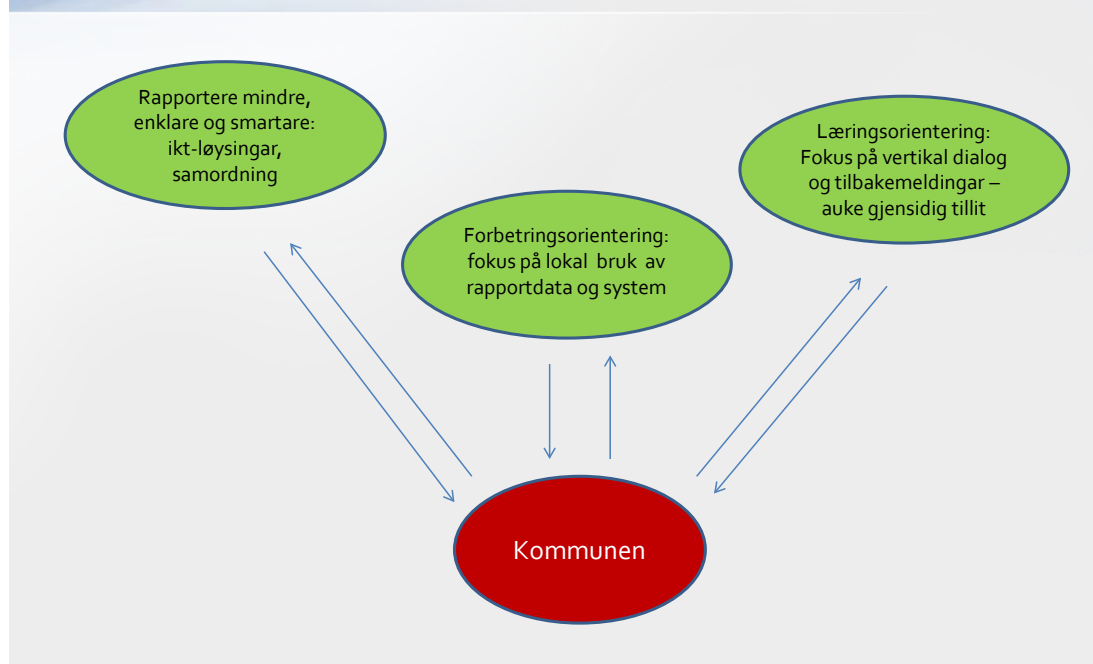 Rapportere mindre,
enklare og smartare:
ikt-løysingar,
samordning
Forbetringsorientering:
fokus på lokal bruk av
rapportdata og system
Læringsorientering:
Fokus på vertikal dialog
og tilbakemeldingar –
auke gjensidig tillit
Kommunen